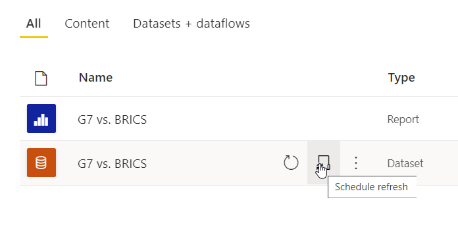 All Content Datasets + dataflows
Name Type
G7 vs. BRICS Report
G7 vs. BRICS Dataset
Schedule refresh